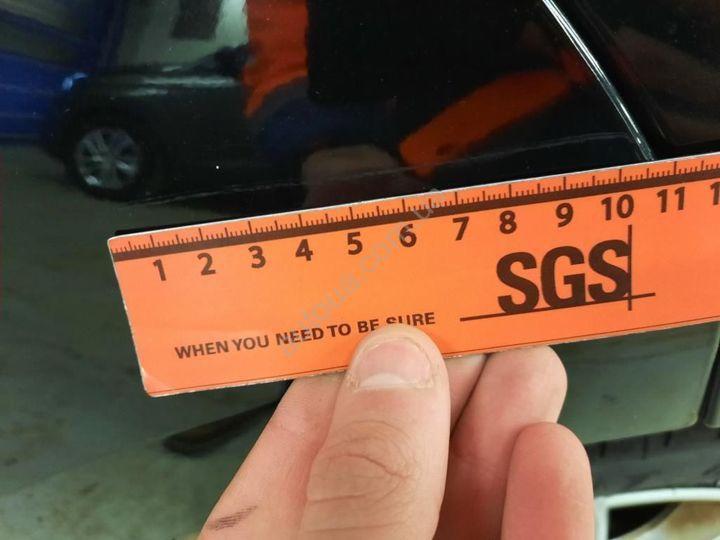 1 2 3 4 5 6 7 8 9 10 11
SGS
WHEN YOU NEED TO BE SURE